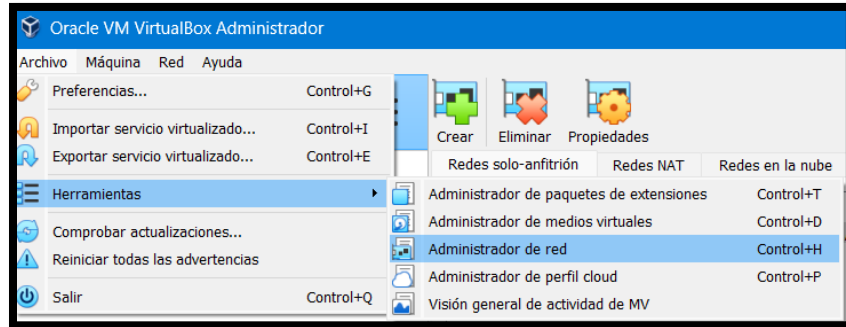 Oracle VM VirtualBox Administrador
Archivo Máquina Red Ayuda
Preferencias... Control+G
Importar servicio virtualizado... Control+I
Exportar servicio virtualizado... Control+E
Herramientas
Comprobar actualizaciones...
Reiniciar todas las advertencias
Salir Control+Q
Crear Eliminar Propiedades
Redes solo-anfitrión Redes NAT Redes en la nube
Administrador de paquetes de extensiones Control+T
Administrador de medios virtuales Control+D
Administrador de red Control+H
Administrador de perfil cloud Control+P
Visión general de actividad de MV